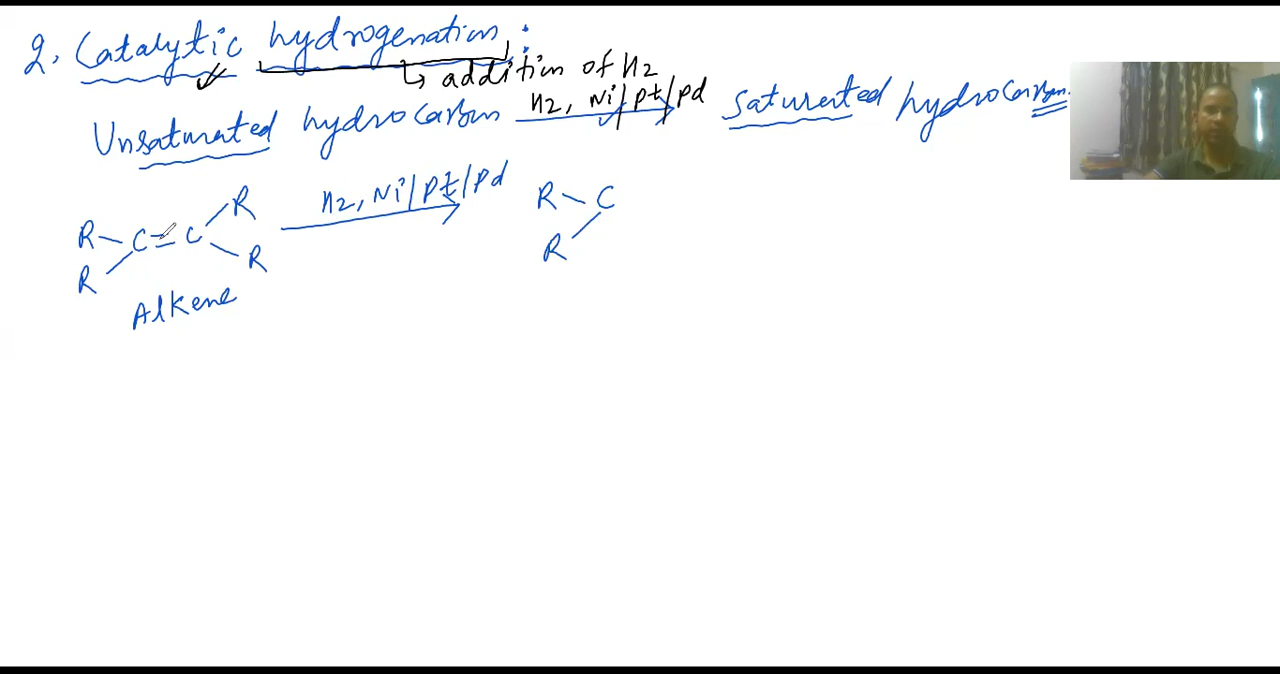 2. Catalytic hydrogenation :
↳ addition of H2
Unsaturated hydrocarbon H2, Ni/Pt/Pd saturated hydrocarbon.
H2, Ni/Pt/Pd
R R C
R C = C R
R R
Alkene